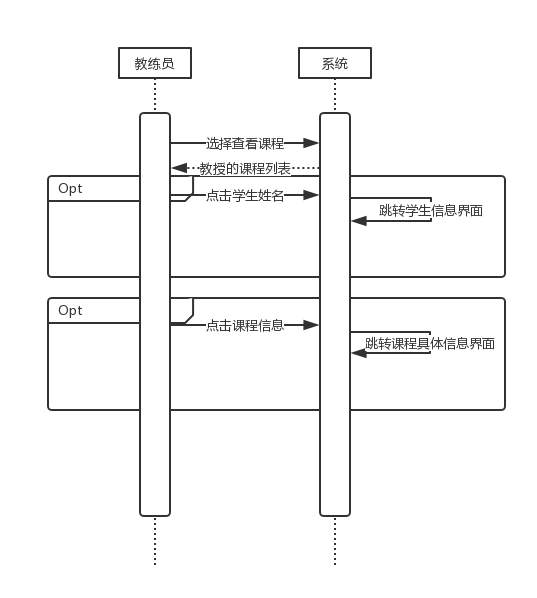 教练员
系统
选择查看课程
教授的课程列表
Opt
点击学生姓名
跳转学生信息界面
Opt
点击课程信息
跳转课程具体信息界面